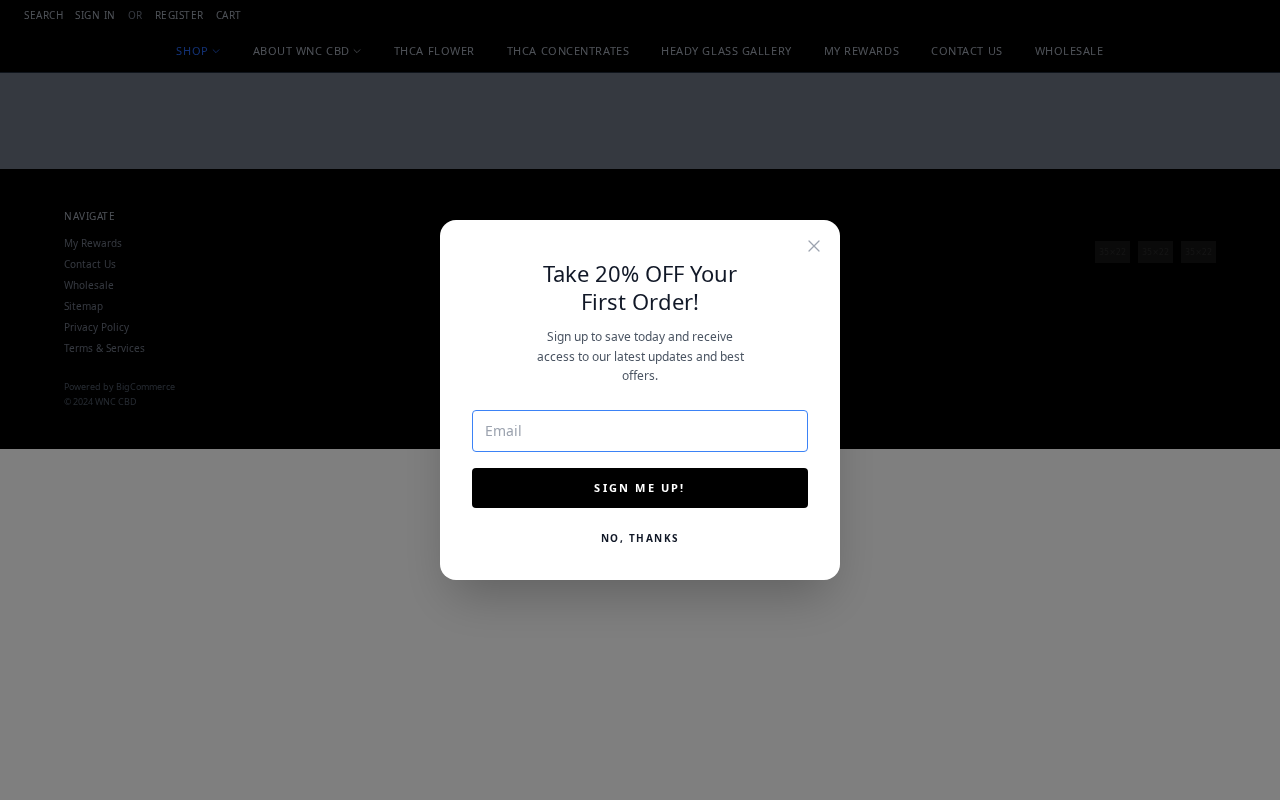 SEARCH SIGN IN OR REGISTER CART
SHOP ABOUT WNC CBD THCA FLOWER THCA CONCENTRATES HEADY GLASS GALLERY MY REWARDS CONTACT US WHOLESALE
NAVIGATE
My Rewards
Contact Us
Wholesale
Sitemap
Privacy Policy
Terms & Services
Powered by BigCommerce
© 2024 WNC CBD
Take 20% OFF Your
First Order!
Sign up to save today and receive
access to our latest updates and best
offers.
Email
SIGN ME UP!
NO, THANKS